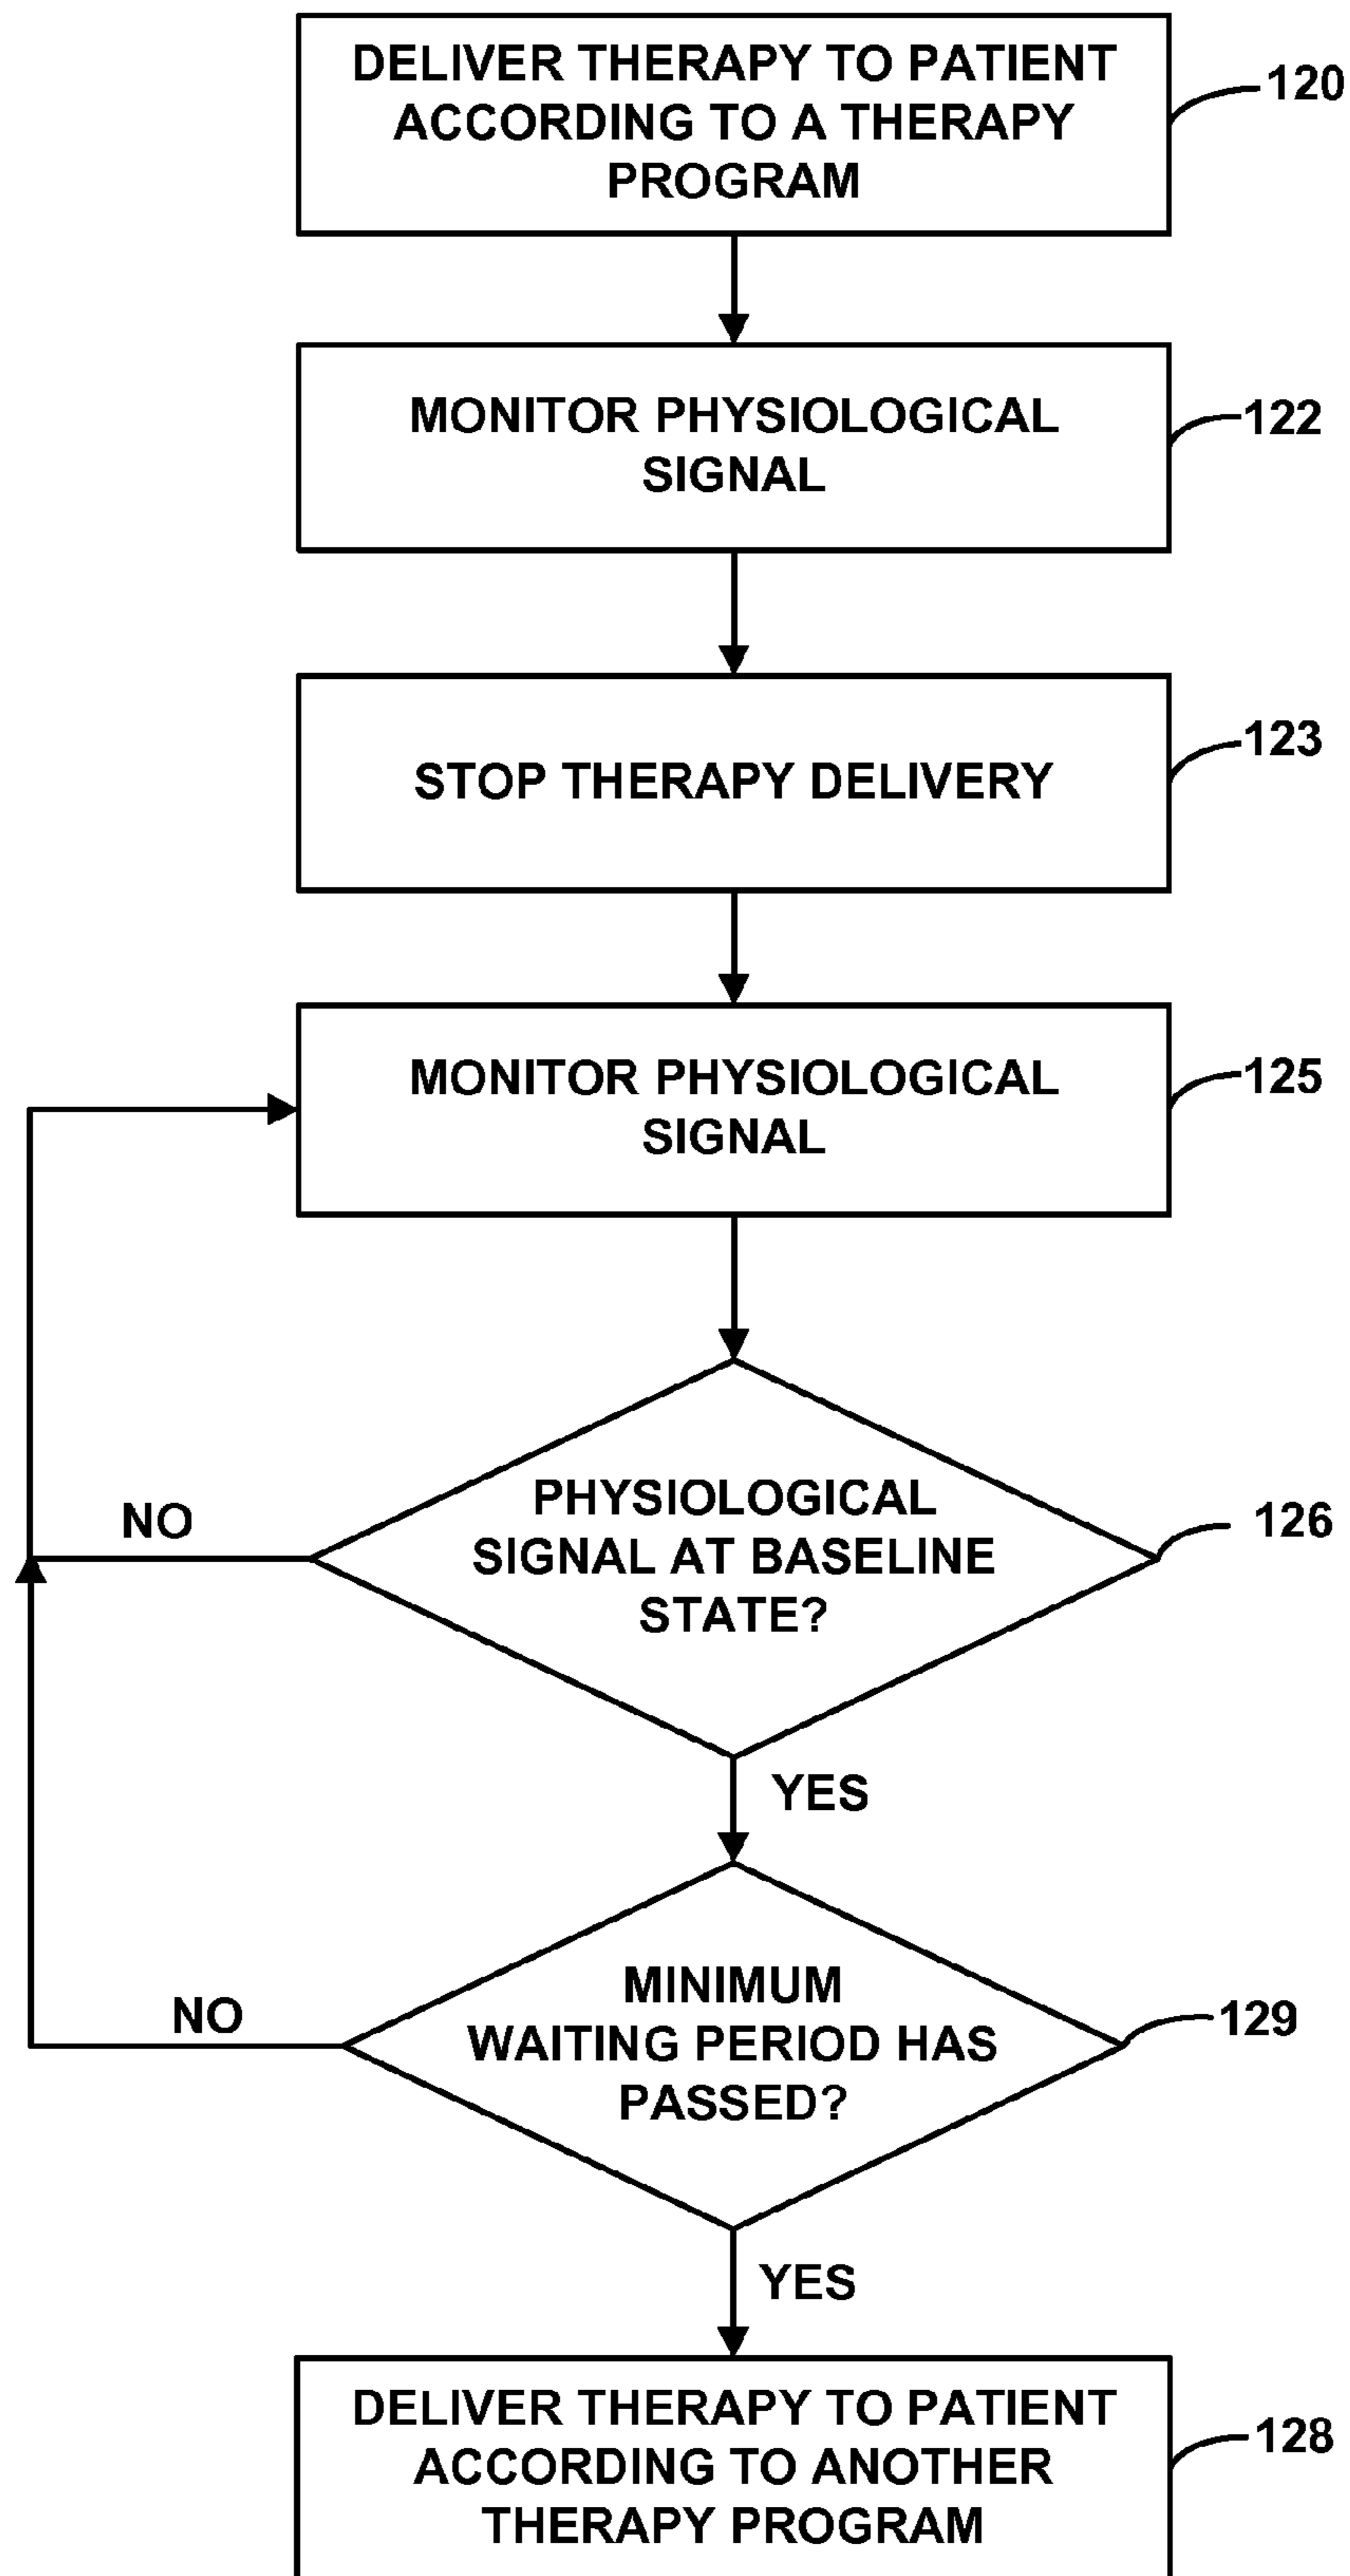 DELIVER THERAPY TO PATIENT
ACCORDING TO A THERAPY
PROGRAM
120
MONITOR PHYSIOLOGICAL
SIGNAL
122
STOP THERAPY DELIVERY
123
MONITOR PHYSIOLOGICAL
SIGNAL
125
PHYSIOLOGICAL
SIGNAL AT BASELINE
STATE?
126
NO
YES
MINIMUM
WAITING PERIOD HAS
PASSED?
129
NO
YES
DELIVER THERAPY TO PATIENT
ACCORDING TO ANOTHER
THERAPY PROGRAM
128